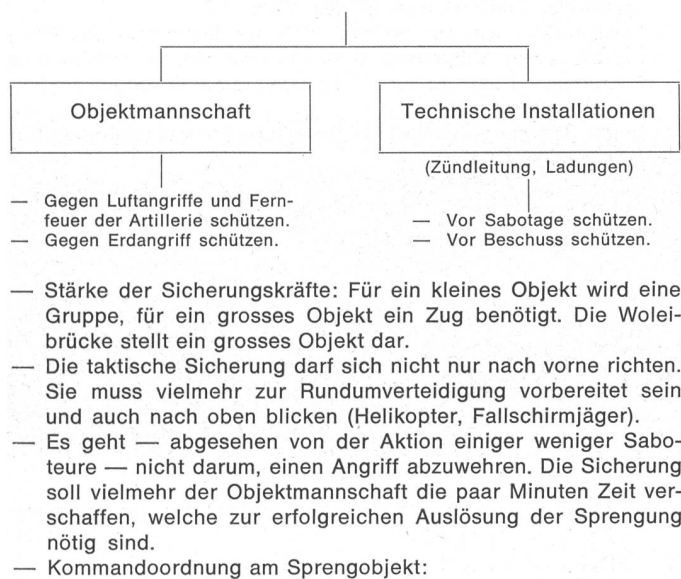 Objektmannschaft
Technische Installationen
(Zündleitung, Ladungen)
— Gegen Luftangriffe und Fern-
feuer der Artillerie schützen.
— Gegen Erdangriff schützen.
— Vor Sabotage schützen.
— Vor Beschuss schützen.
— Stärke der Sicherungskräfte: Für ein kleines Objekt wird eine
Gruppe, für ein grosses Objekt ein Zug benötigt. Die Wolei-
brücke stellt ein grosses Objekt dar.
— Die taktische Sicherung darf sich nicht nur nach vorne richten.
Sie muss vielmehr zur Rundumverteidigung vorbereitet sein
und auch nach oben blicken (Helikopter, Fallschirmjäger).
— Es geht — abgesehen von der Aktion einiger weniger Sabo-
teure — nicht darum, einen Angriff abzuwehren. Die Sicherung
soll vielmehr der Objektmannschaft die paar Minuten Zeit ver-
schaffen, welche zur erfolgreichen Auslösung der Sprengung
nötig sind.
— Kommandoordnung am Sprengobjekt: